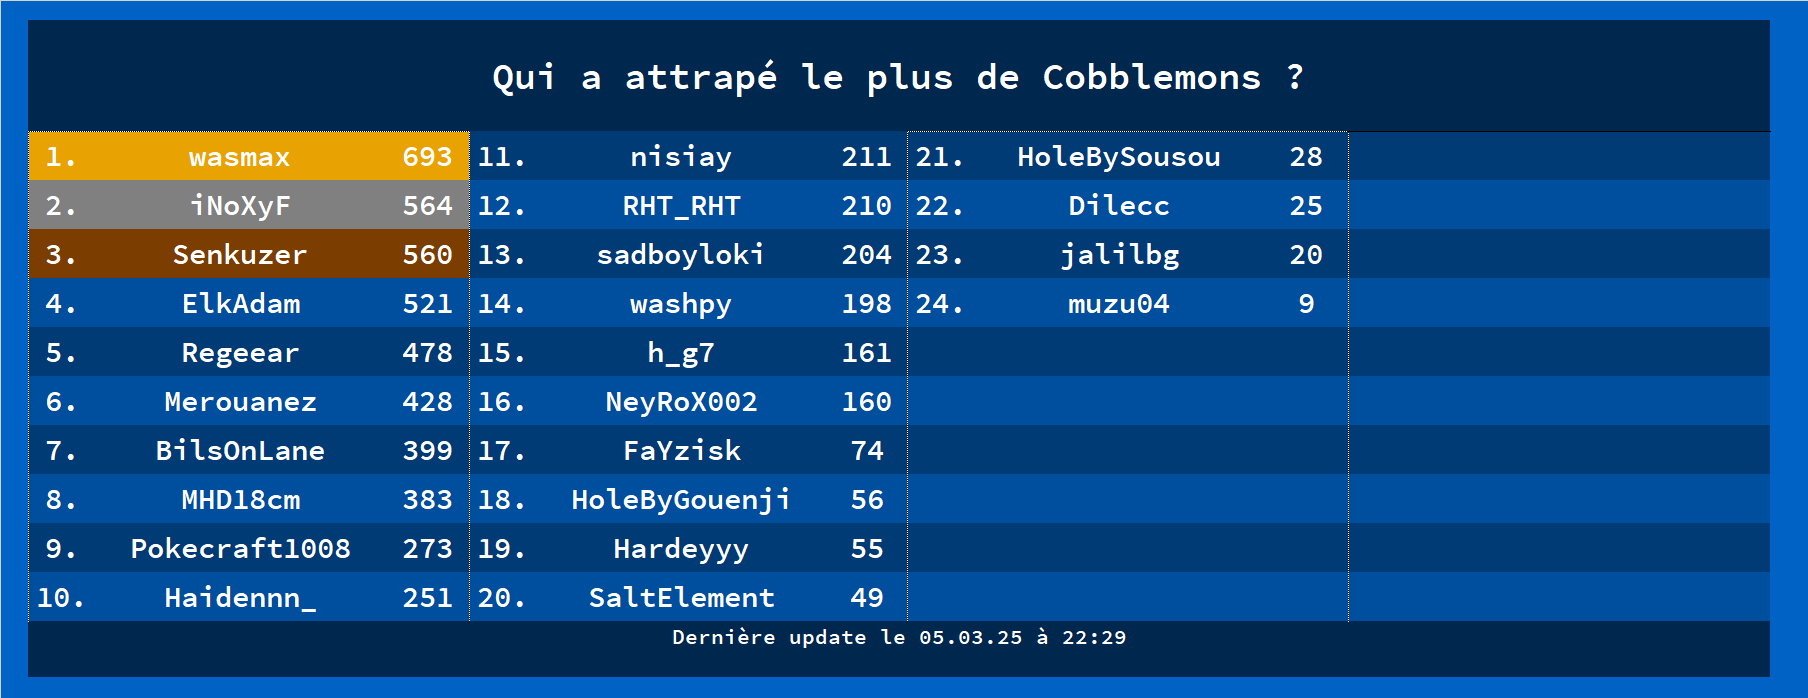 Qui a attrapé le plus de Cobblemons ?
1. wasmax 693
2. iNoXyF 564
3. Senkuzer 560
4. ElkAdam 521
5. Regeear 478
6. Merouanez 428
7. BilsOnLane 399
8. MHD18cm 383
9. Pokecraft1008 273
10. Haidennn_ 251
11. nisiay 211
12. RHT_RHT 210
13. sadboyloki 204
14. washpy 198
15. h_g7 161
16. NeyRoX002 160
17. FaYzisk 74
18. HoleByGouenji 56
19. Hardeyyy 55
20. SaltElement 49
21. HoleBySousou 28
22. Dilecc 25
23. jalilbg 20
24. muzu04 9
Dernière update le 05.03.25 à 22:29